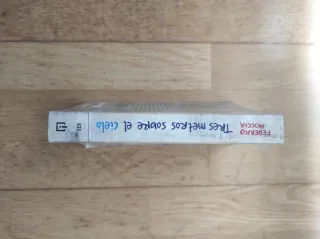 FEDERICO
MOCCIA
TRES METROS SOBRE EL CIELO